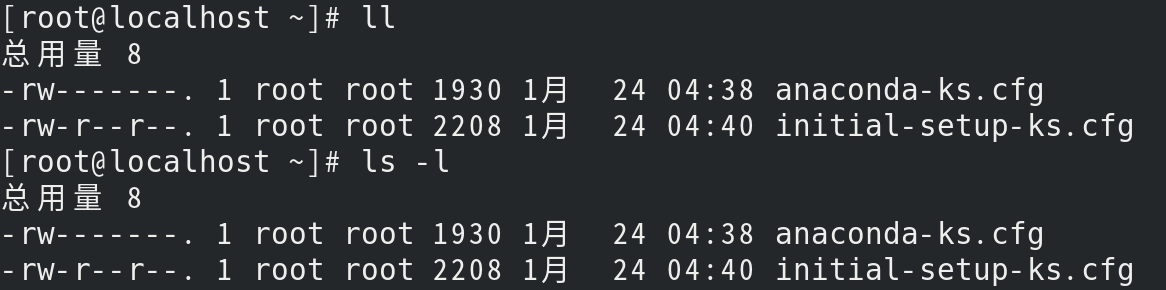 [root@localhost ~]# ll
总用量 8
-rw-------. 1 root root 1930 1月  24 04:38 anaconda-ks.cfg
-rw-r--r--. 1 root root 2208 1月  24 04:40 initial-setup-ks.cfg
[root@localhost ~]# ls -l
总用量 8
-rw-------. 1 root root 1930 1月  24 04:38 anaconda-ks.cfg
-rw-r--r--. 1 root root 2208 1月  24 04:40 initial-setup-ks.cfg